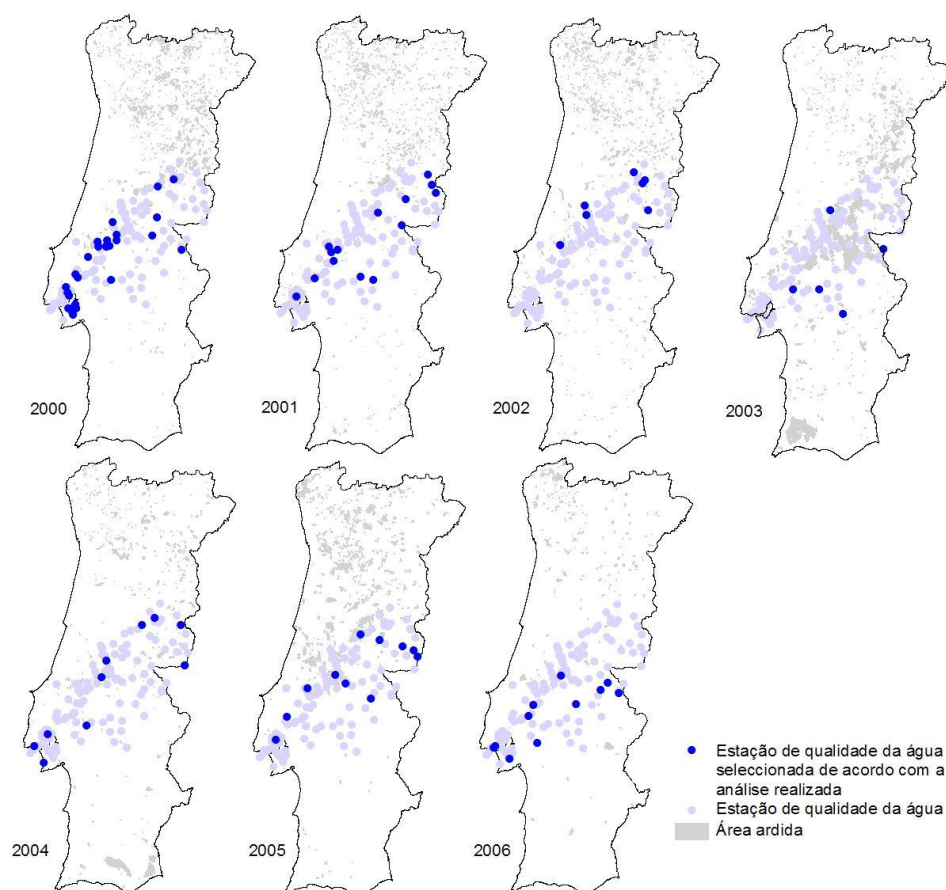 2000
2001
2002
2003
2004
2005
2006
Estação de qualidade da água
seleccionada de acordo com a
análise realizada
Estação de qualidade da água
Área ardida